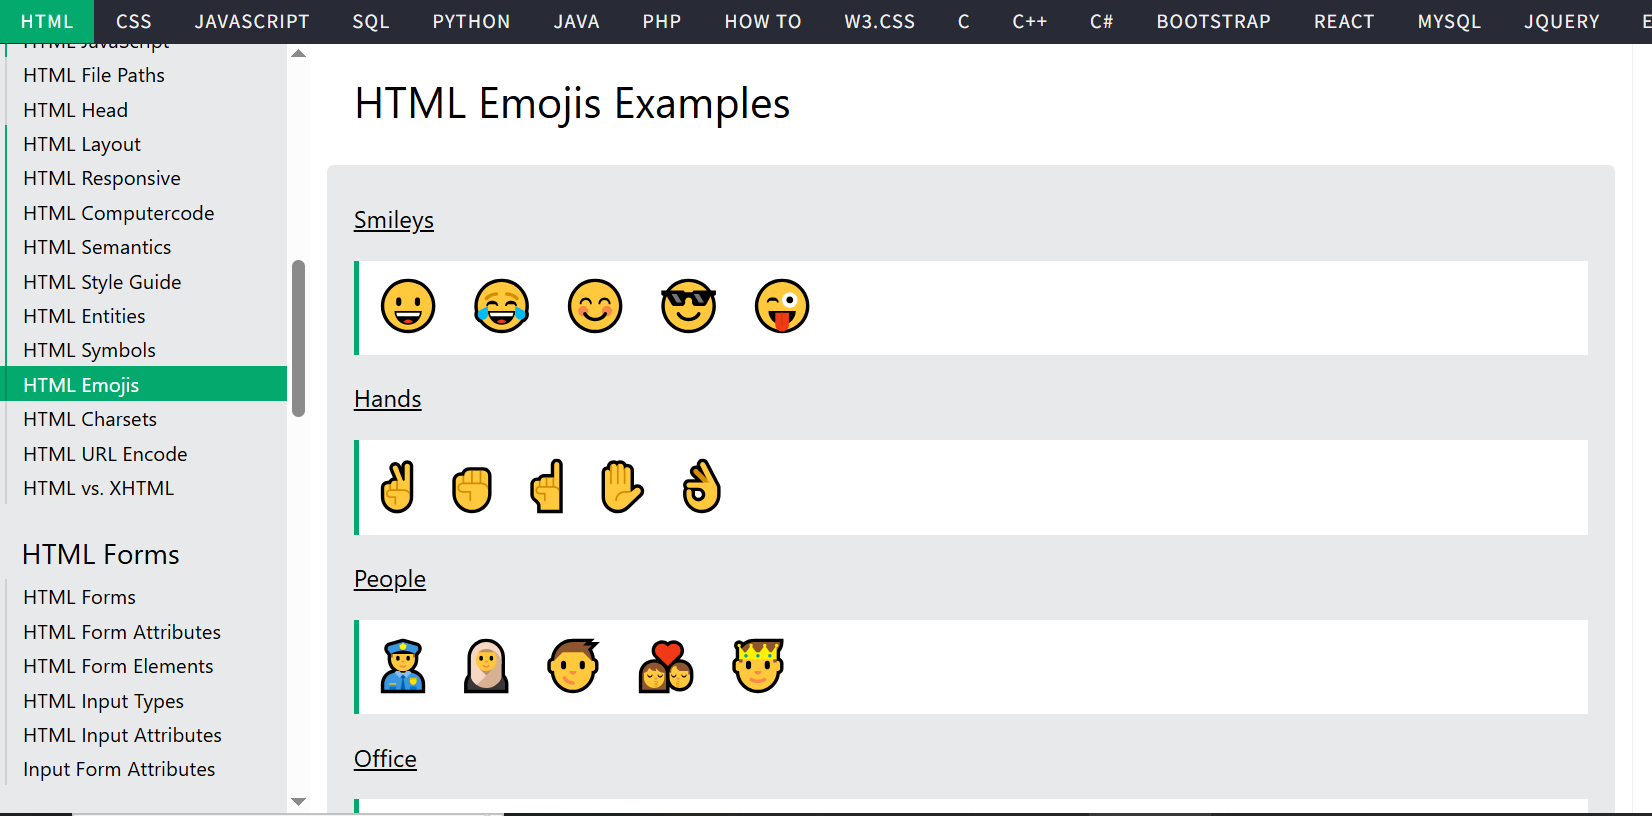 HTML CSS JAVASCRIPT SQL PYTHON JAVA PHP HOW TO W3.CSS C C++ C# BOOTSTRAP REACT MYSQL JQUERY
HTML JavaScript
HTML File Paths
HTML Head
HTML Layout
HTML Responsive
HTML Computercode
HTML Semantics
HTML Style Guide
HTML Entities
HTML Symbols
HTML Emojis
HTML Charsets
HTML URL Encode
HTML vs. XHTML
HTML Forms
HTML Forms
HTML Form Attributes
HTML Form Elements
HTML Input Types
HTML Input Attributes
Input Form Attributes
HTML Emojis Examples
Smileys
Hands
People
Office